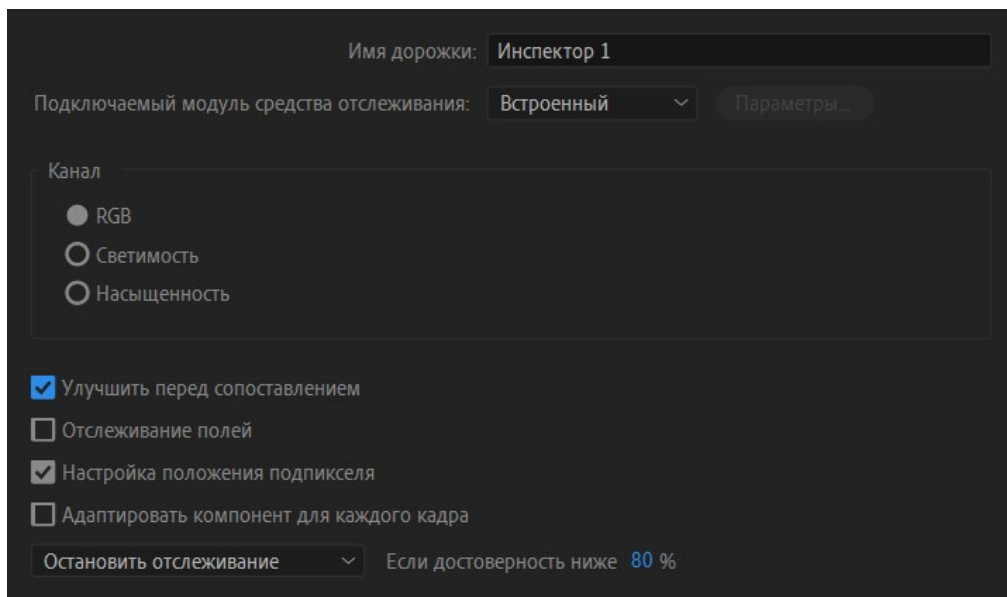 Имя дорожки: Инспектор 1
Подключаемый модуль средства отслеживания: Встроенный Параметры...
Канал
RGB
Светимость
Насыщенность
Улучшить перед сопоставлением
Отслеживание полей
Настройка положения подпикселя
Адаптировать компонент для каждого кадра
Остановить отслеживание Если достоверность ниже 80 %